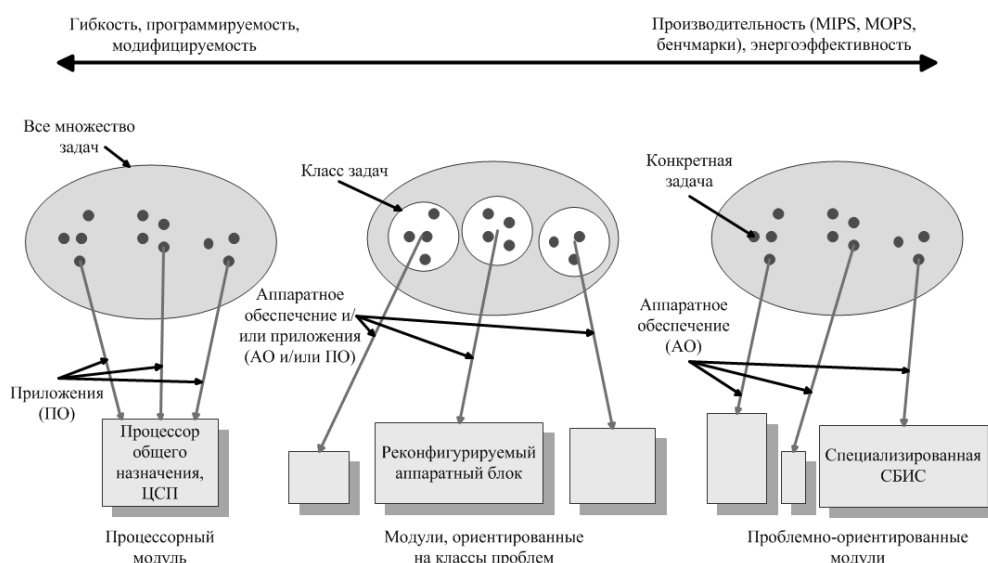 Гибкость, программируемость,
модифицируемость
Производительность (MIPS, MOPS,
бенчмарки), энергоэффективность
Все множество
задач
Класс задач
Конкретная
задача
Аппаратное
обеспечение и/
или приложения
(АО и/или ПО)
Аппаратное
обеспечение
(АО)
Приложения
(ПО)
Процессор
общего
назначения,
ЦСП
Реконфигурируемый
аппаратный блок
Специализированная
СБИС
Процессорный
модуль
Модули, ориентированные
на классы проблем
Проблемно-ориентированные
модули